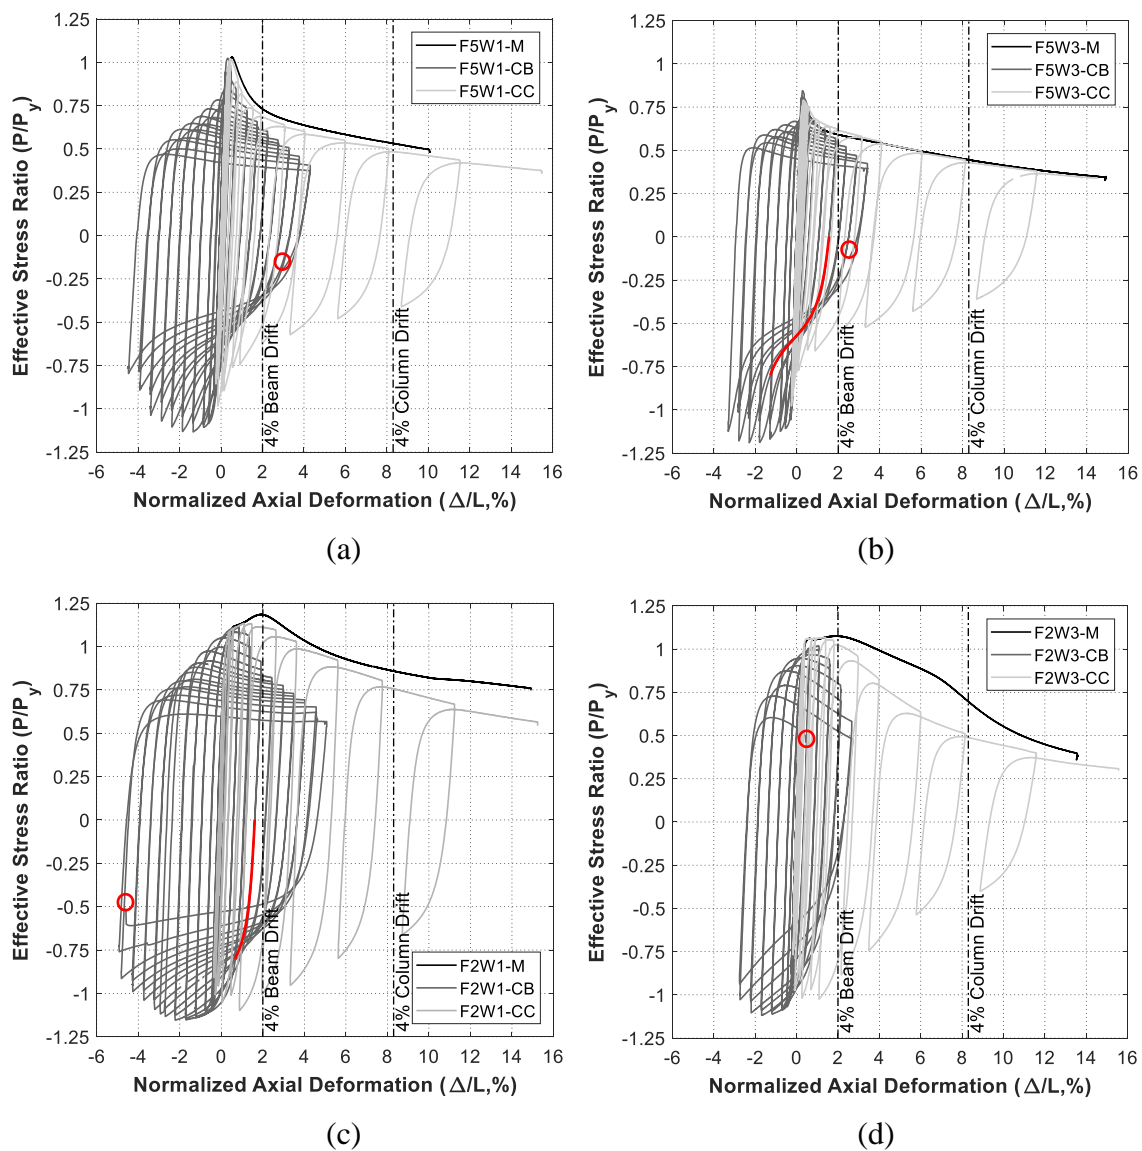 1.25
1
0.75
0.5
0.25
0
-0.25
-0.5
-0.75
-1
-1.25
Effective Stress Ratio (P/Py)
F5W1-M
F5W1-CB
F5W1-CC
4% Beam Drift
4% Column Drift
-6 -4 -2 0 2 4 6 8 10 12 14 16
Normalized Axial Deformation (Δ/L,%)
(a)
1.25
1
0.75
0.5
0.25
0
-0.25
-0.5
-0.75
-1
-1.25
Effective Stress Ratio (P/Py)
F5W3-M
F5W3-CB
F5W3-CC
4% Beam Drift
4% Column Drift
-6 -4 -2 0 2 4 6 8 10 12 14 16
Normalized Axial Deformation (Δ/L,%)
(b)
1.25
1
0.75
0.5
0.25
0
-0.25
-0.5
-0.75
-1
-1.25
Effective Stress Ratio (P/Py)
4% Beam Drift
4% Column Drift
F2W1-M
F2W1-CB
F2W1-CC
-6 -4 -2 0 2 4 6 8 10 12 14 16
Normalized Axial Deformation (Δ/L,%)
(c)
1.25
1
0.75
0.5
0.25
0
-0.25
-0.5
-0.75
-1
-1.25
Effective Stress Ratio (P/Py)
F2W3-M
F2W3-CB
F2W3-CC
4% Beam Drift
4% Column Drift
-6 -4 -2 0 2 4 6 8 10 12 14 16
Normalized Axial Deformation (Δ/L,%)
(d)